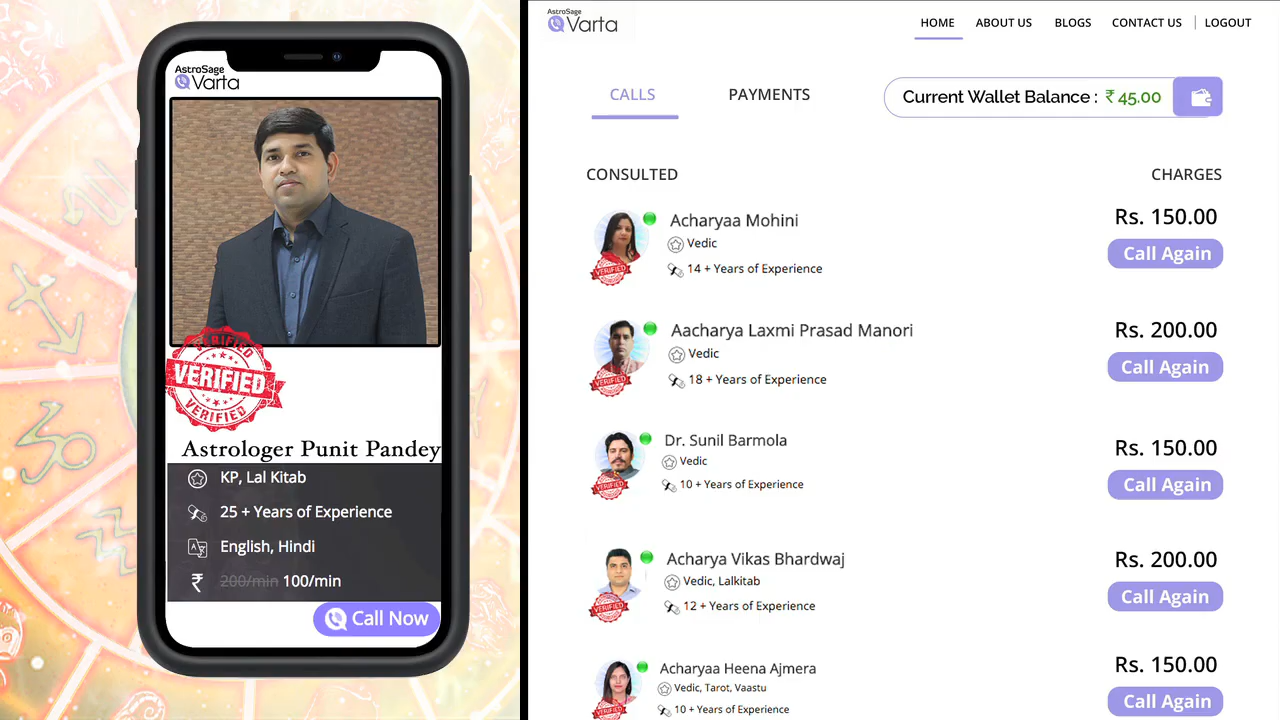 AstroSage
Varta
VERIFIED
VERIFIED
VERIFIED
Astrologer Punit Pandey
KP, Lal Kitab
25 + Years of Experience
English, Hindi
₹ 200/min 100/min
Call Now
AstroSage
Varta
HOME ABOUT US BLOGS CONTACT US | LOGOUT
CALLS PAYMENTS Current Wallet Balance : ₹ 45.00
CONSULTED CHARGES
Acharyaa Mohini Rs. 150.00
Vedic Call Again
VERIFIED 14 + Years of Experience
Aacharya Laxmi Prasad Manori Rs. 200.00
Vedic Call Again
VERIFIED 18 + Years of Experience
Dr. Sunil Barmola Rs. 150.00
Vedic
VERIFIED 10 + Years of Experience Call Again
Acharya Vikas Bhardwaj Rs. 200.00
Vedic, Lalkitab Call Again
VERIFIED 12 + Years of Experience
Acharyaa Heena Ajmera Rs. 150.00
Vedic, Tarot, Vaastu Call Again
VERIFIED 10 + Years of Experience